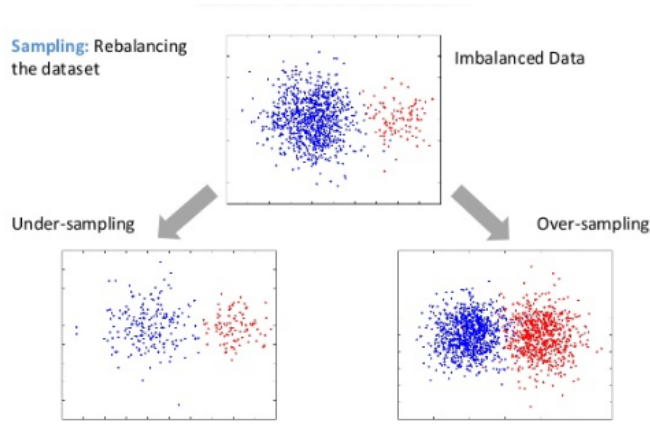 Sampling: Rebalancing
the dataset
Imbalanced Data
Under-sampling
Over-sampling